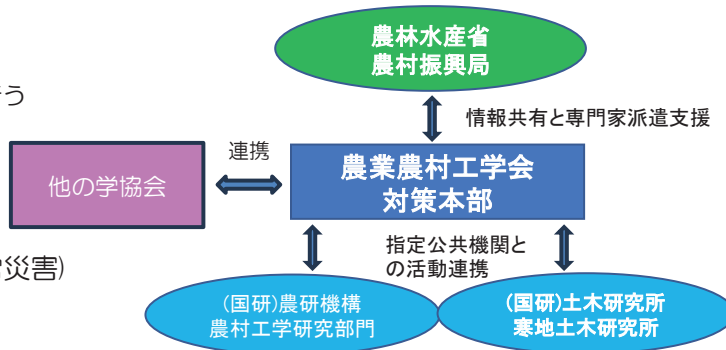 農林水産省
農村振興局
う
情報共有と専門家派遣支援
連携
他の学協会
農業農村工学会
対策本部
指定公共機関と
の活動連携
災害)
(国研)農研機構
農村工学研究部門
(国研)土木研究所
寒地土木研究所